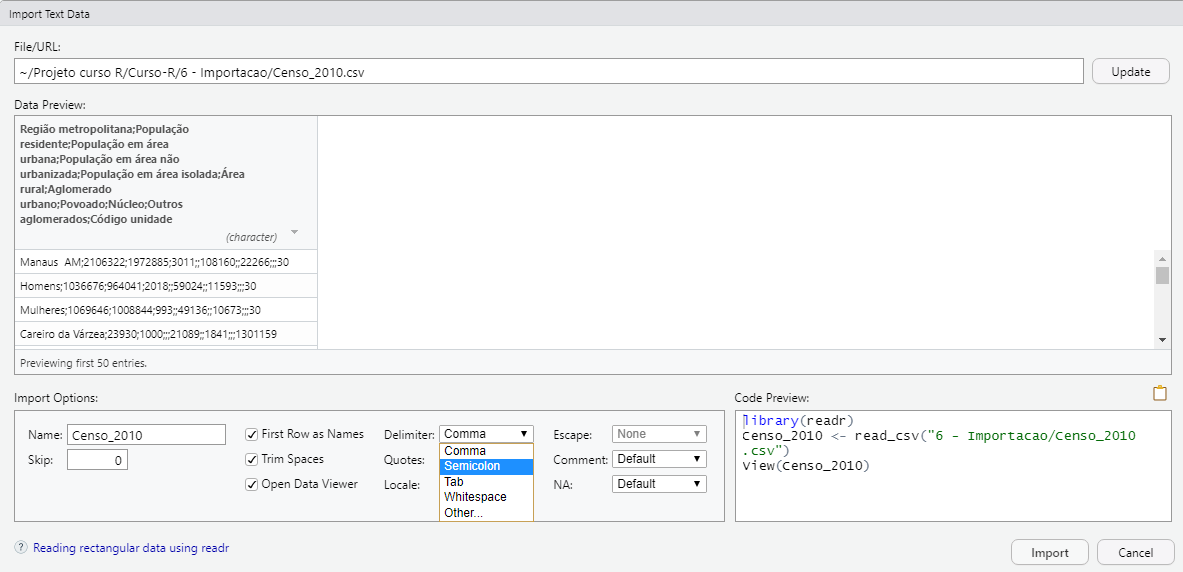 Import Text Data
File/URL:
~/Projeto curso R/Curso-R/6 - Importacao/Censo_2010.csv
Update
Data Preview:
Região metropolitana;População
residente;População em área
urbana;População em área não
urbanizada;População em área isolada;Área
rural;Aglomerado
urbano;Povoado;Núcleo;Outros
aglomerados;Código unidade
(character)
Manaus  AM;2106322;1972885;3011;;108160;;22266;;;30
Homens;1036676;964041;2018;;59024;;11593;;;30
Mulheres;1069646;1008844;993;;49136;;10673;;;30
Careiro da Várzea;23930;1000;;;21089;;1841;;;1301159
Previewing first 50 entries.
Import Options:
Name: Censo_2010
Skip: 0
First Row as Names
Trim Spaces
Open Data Viewer
Delimiter: Comma
Quotes:
Locale:
Comma
Semicolon
Tab
Whitespace
Other...
Escape: None
Comment: Default
NA: Default
Code Preview:
library(readr)
Censo_2010 <- read_csv("6 - Importacao/Censo_2010
.csv")
View(Censo_2010)
? Reading rectangular data using readr
Import
Cancel